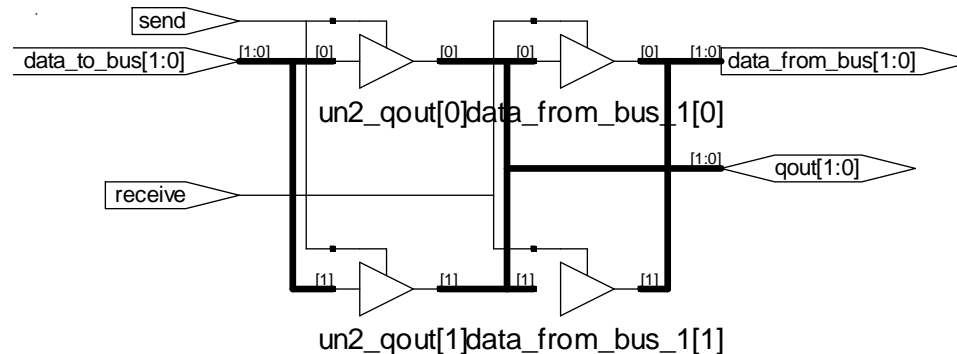 send
[1:0] [0] [0] [0] [0] [1:0]
data_to_bus[1:0] data_from_bus[1:0]
un2_qout[0] data_from_bus_1[0]
[1:0]
qout[1:0]
receive
[1] [1] [1] [1]
un2_qout[1] data_from_bus_1[1]